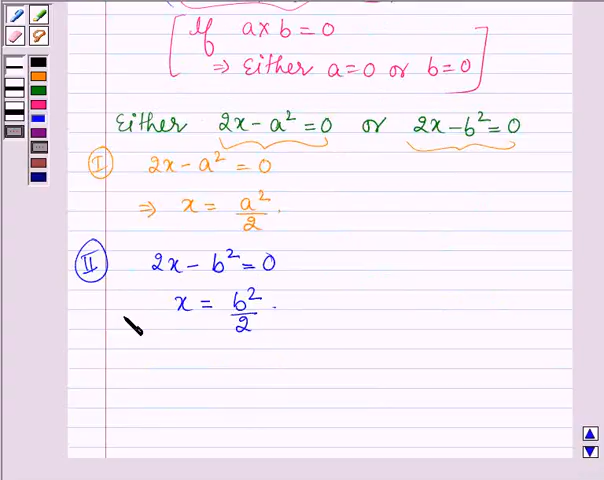 [If a×b=0
⇒ Either a=0 or b=0]
Either 2x-a²=0 or 2x-b²=0
(I) 2x-a² = 0
⇒ x = a²/2.
(II) 2x - b² = 0
x = b²/2.